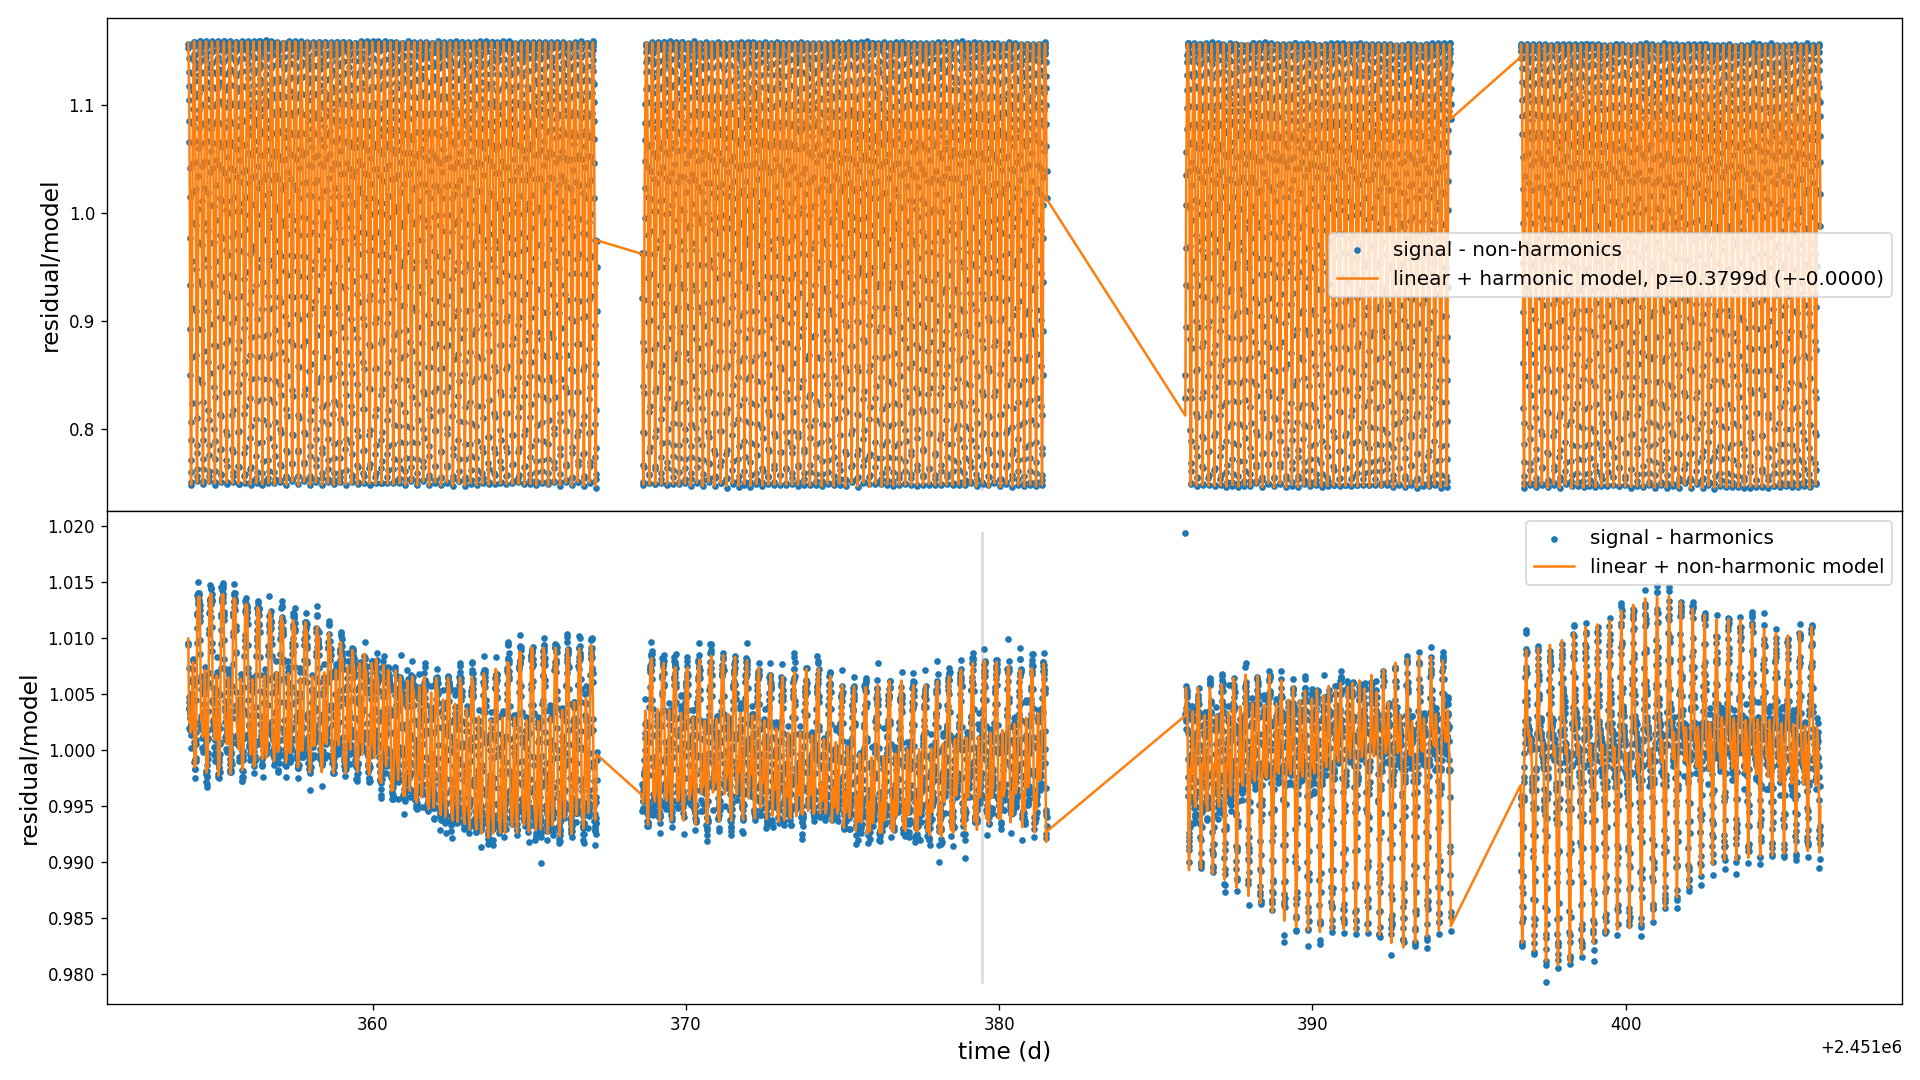 residual/model
1.1
1.0
0.9
0.8
signal - non-harmonics
linear + harmonic model, p=0.3799d (+-0.0000)
residual/model
1.020
1.015
1.010
1.005
1.000
0.995
0.990
0.985
0.980
signal - harmonics
linear + non-harmonic model
360 370 380 390 400
time (d)
+2.451e6